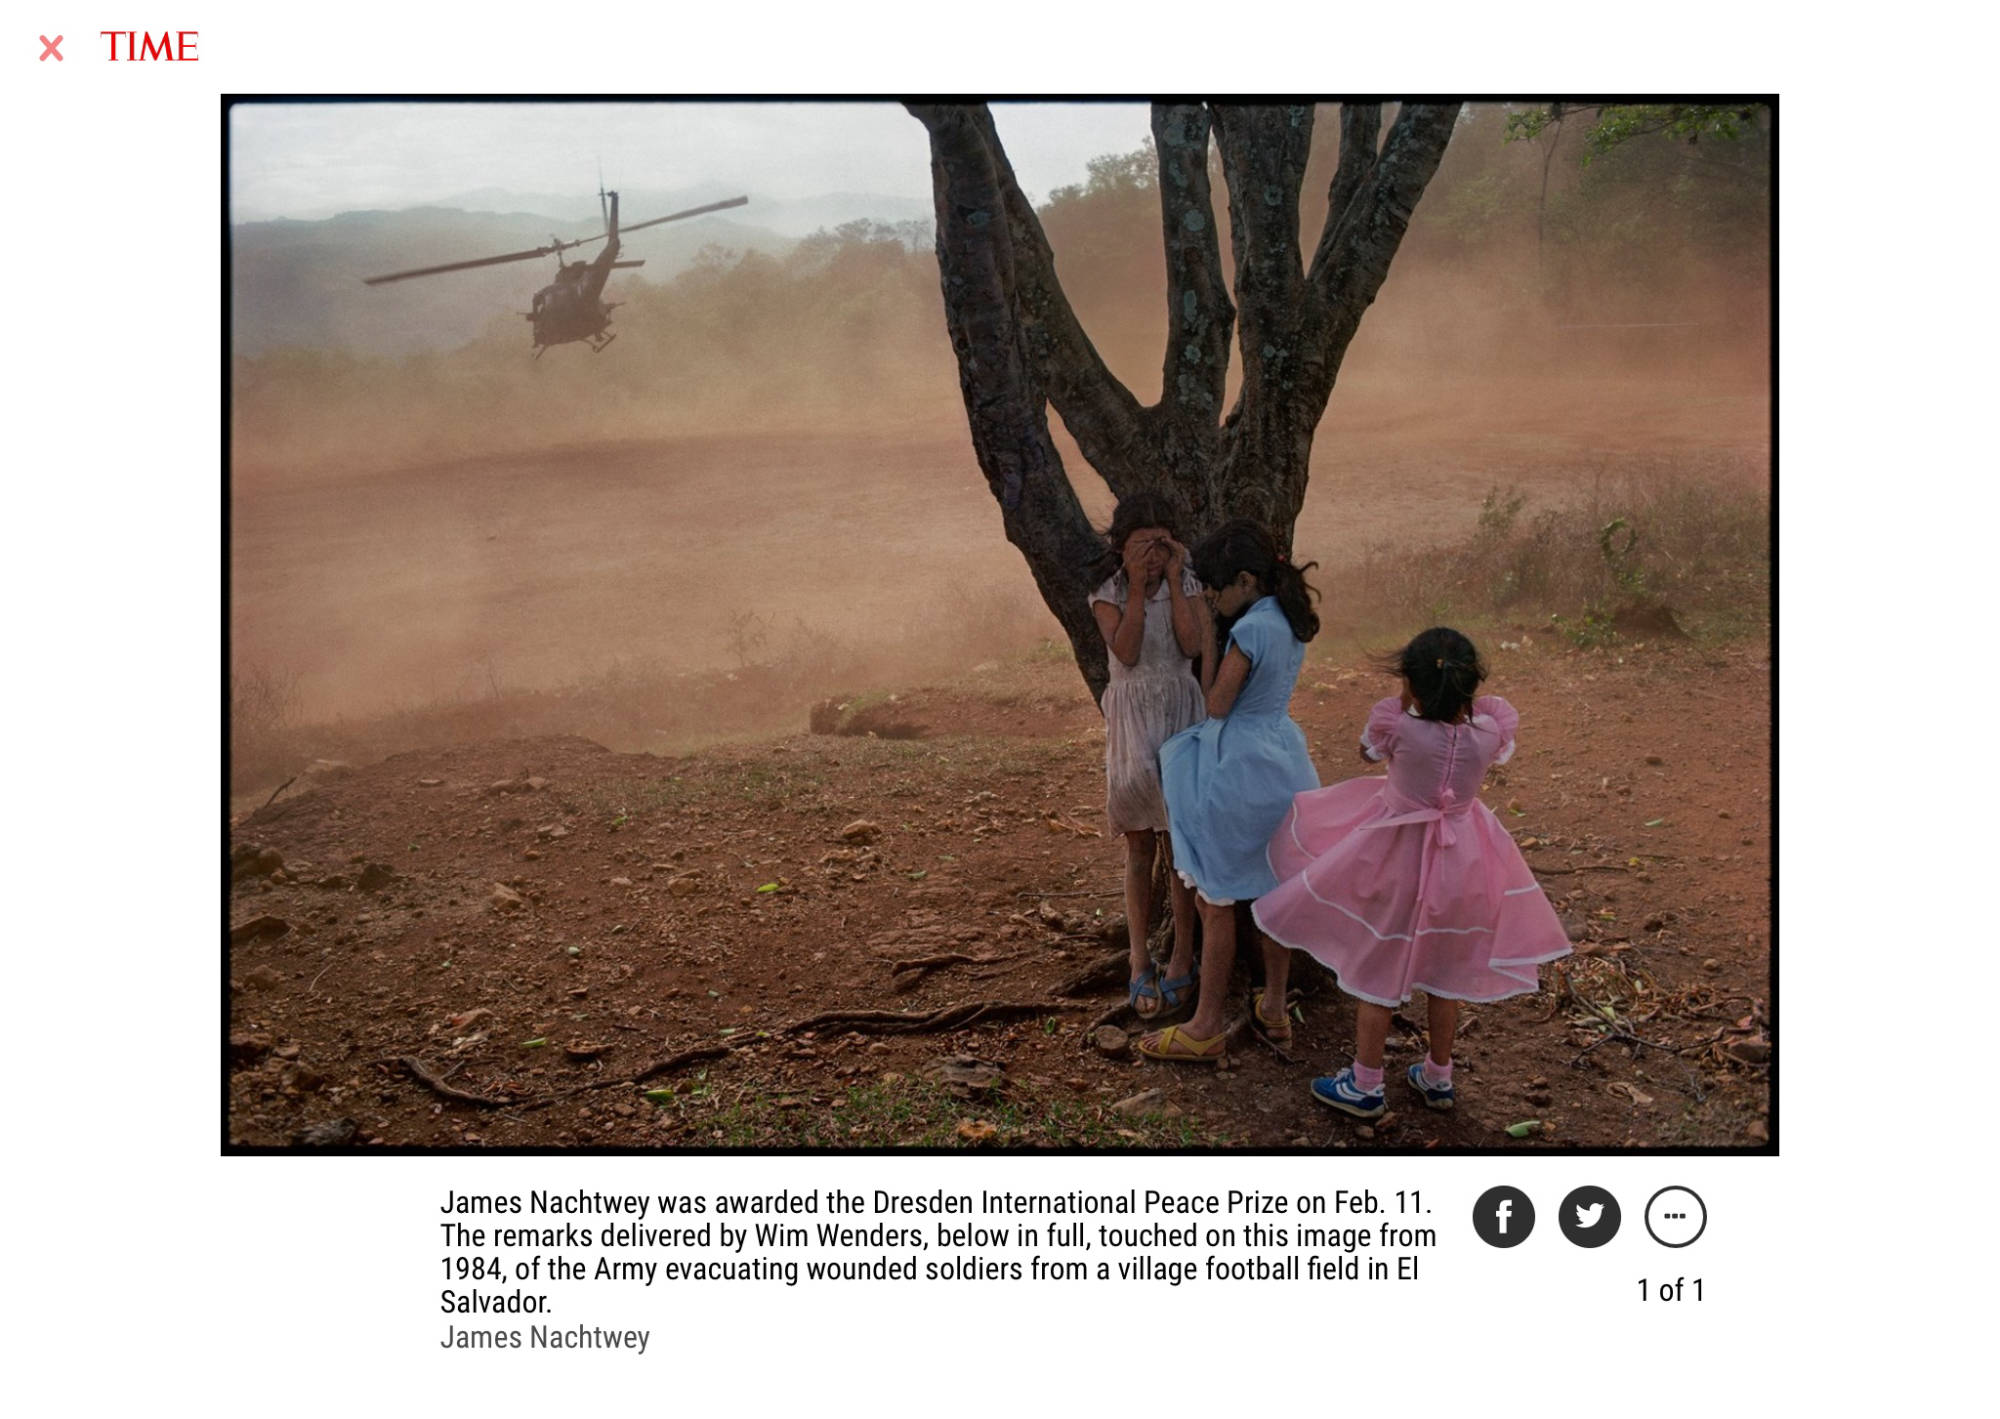 TIME
James Nachtwey was awarded the Dresden International Peace Prize on Feb. 11.
The remarks delivered by Wim Wenders, below in full, touched on this image from
1984, of the Army evacuating wounded soldiers from a village football field in El
Salvador.
James Nachtwey
1 of 1